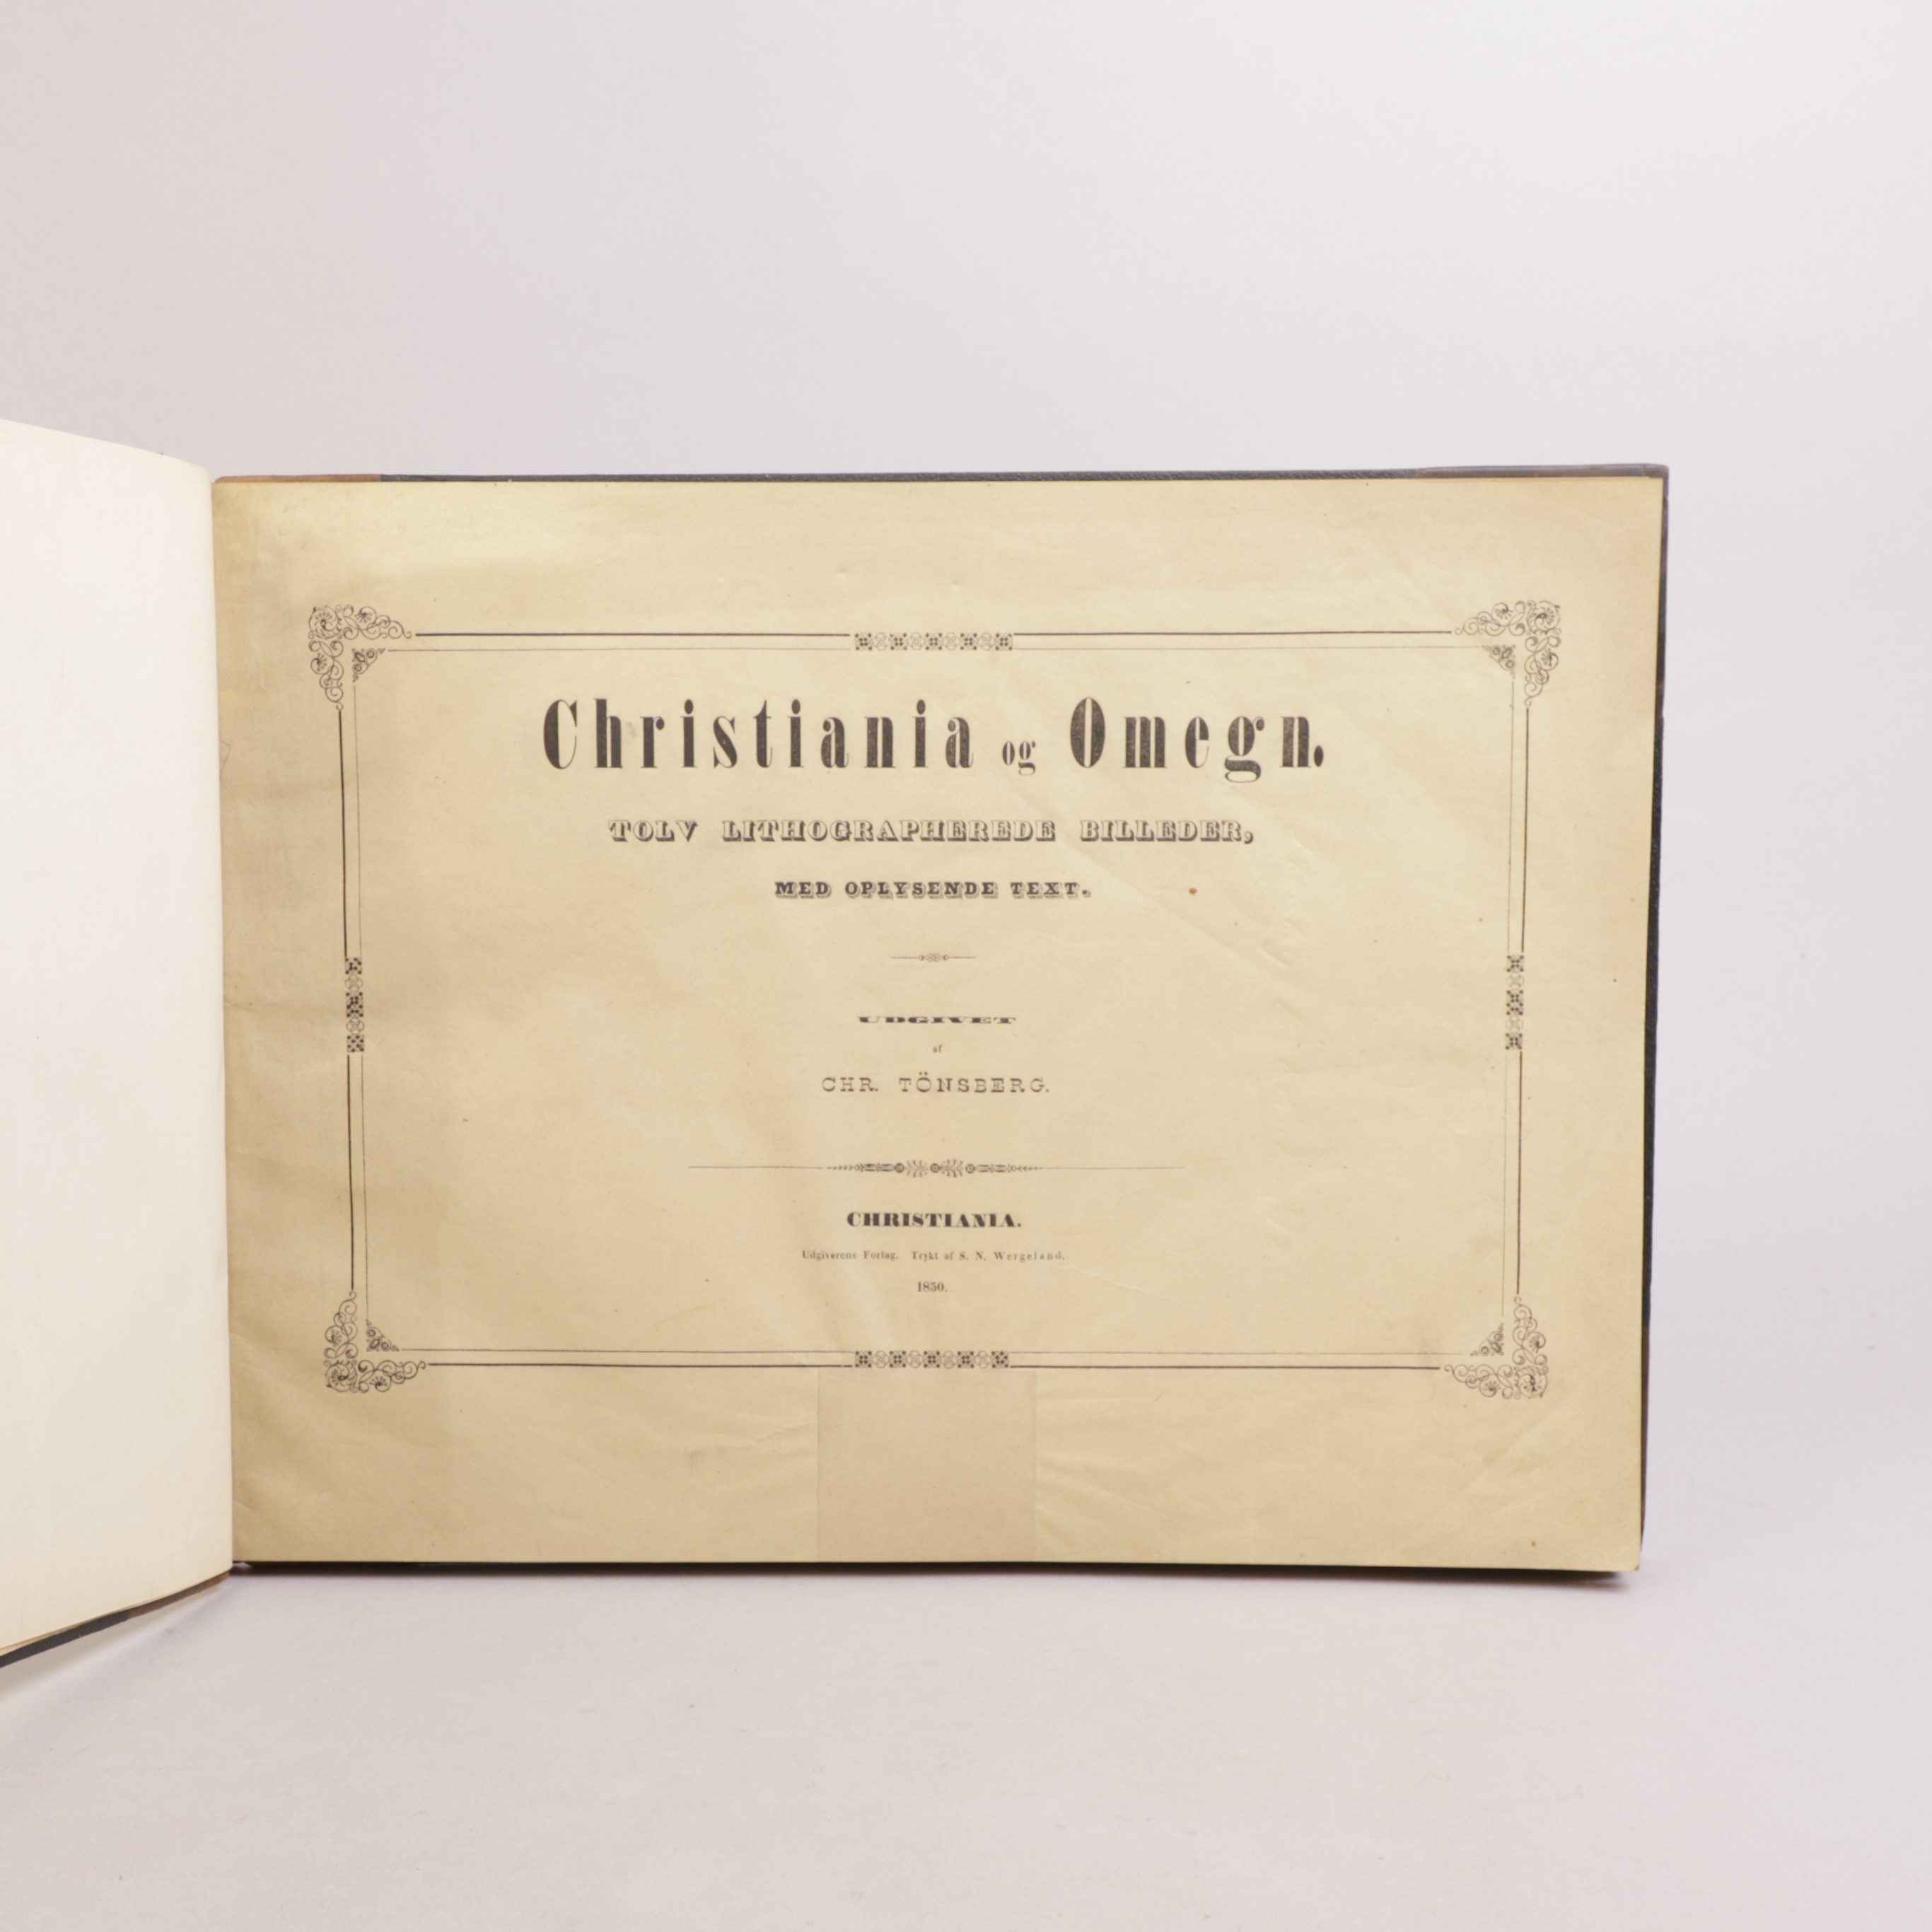 Christiania og Omegn.
TOLV LITHOGRAPHEREDE BILLEDER,
MED OPLYSENDE TEXT.
UDGIVET
af
CHR. TÖNSBERG.
CHRISTIANIA.
Udgiverens Forlag. Trykt af S. N. Wergeland.
1850.